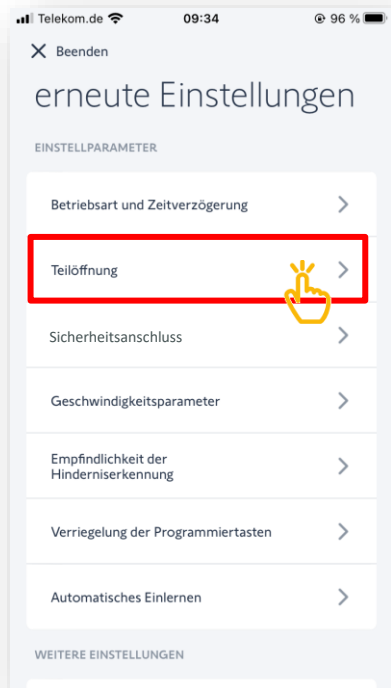 Telekom.de 09:34 96 %
Beenden
erneute Einstellungen
EINSTELLPARAMETER
Betriebsart und Zeitverzögerung
Teilöffnung
Sicherheitsanschluss
Geschwindigkeitsparameter
Empfindlichkeit der
Hinderniserkennung
Verriegelung der Programmiertasten
Automatisches Einlernen
WEITERE EINSTELLUNGEN